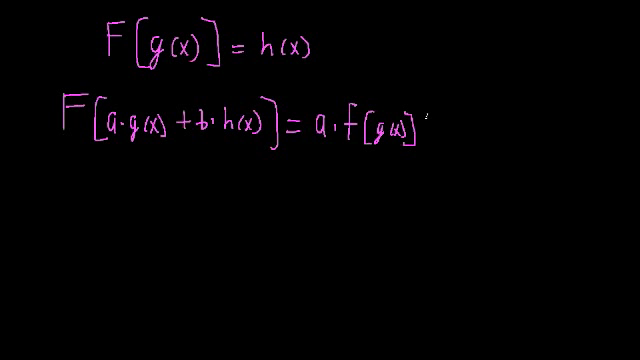 F[g(x)] = h(x)
F[a·g(x) + b·h(x)] = a·f[g(x)]